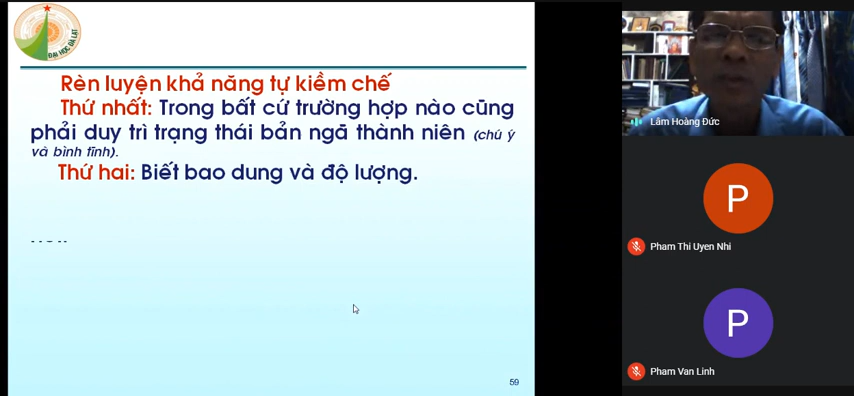 ĐẠI HỌC ĐÀ LẠT
Rèn luyện khả năng tự kiềm chế
Thứ nhất: Trong bất cứ trường hợp nào cũng
phải duy trì trạng thái bản ngã thành niên (chú ý
và bình tĩnh).
Thứ hai: Biết bao dung và độ lượng.
59
Lâm Hoàng Đức
P
Pham Thi Uyen Nhi
P
Pham Van Linh